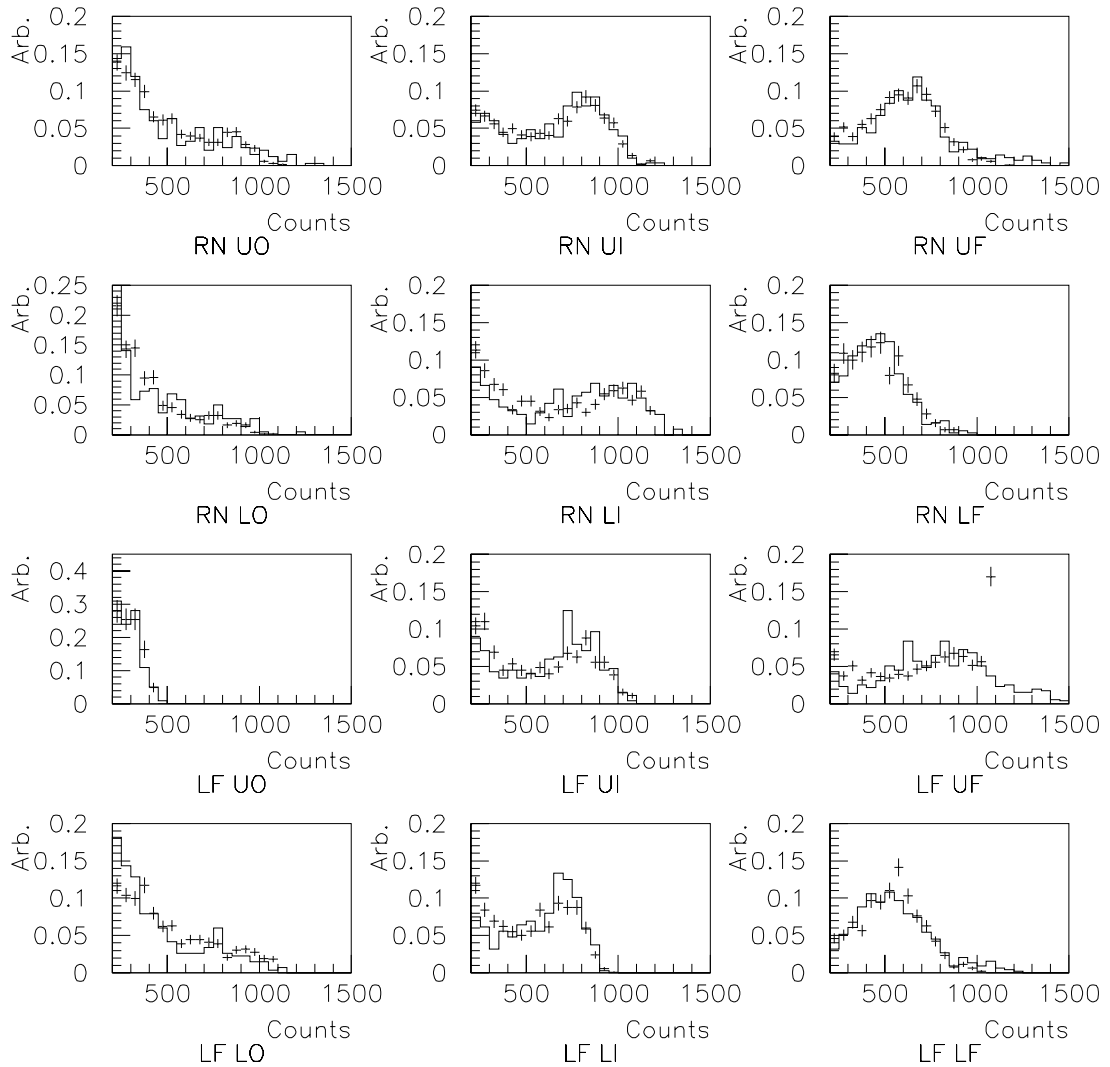 Arb.
0.2
0.15
0.1
0.05
0
500 1000 1500
Counts
RN UO
Arb.
0.2
0.15
0.1
0.05
0
500 1000 1500
Counts
RN UI
Arb.
0.2
0.15
0.1
0.05
0
500 1000 1500
Counts
RN UF
Arb.
0.25
0.2
0.15
0.1
0.05
0
500 1000 1500
Counts
RN LO
Arb.
0.2
0.15
0.1
0.05
0
500 1000 1500
Counts
RN LI
Arb.
0.2
0.15
0.1
0.05
0
500 1000 1500
Counts
RN LF
Arb.
0.4
0.3
0.2
0.1
0
500 1000 1500
Counts
LF UO
Arb.
0.2
0.15
0.1
0.05
0
500 1000 1500
Counts
LF UI
Arb.
0.2
0.15
0.1
0.05
0
500 1000 1500
Counts
LF UF
Arb.
0.2
0.15
0.1
0.05
0
500 1000 1500
Counts
LF LO
Arb.
0.2
0.15
0.1
0.05
0
500 1000 1500
Counts
LF LI
Arb.
0.2
0.15
0.1
0.05
0
500 1000 1500
Counts
LF LF